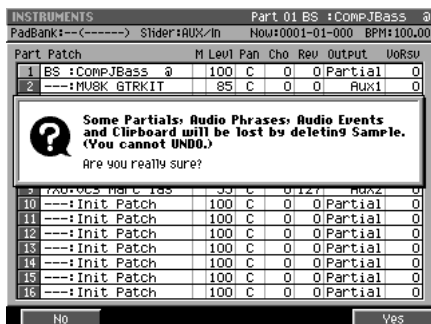 INSTRUMENTS Part 01 BS :CompJBass
PadBank:--(------) Slider:AUX/In Now:0001-01-000 BPM:100.00
Part Patch M Levl Pan Cho Rev Output VoRsv
1 BS :CompJBass 100 C 0 0 Partial 0
2 ---:MV8K GTRKIT 85 C 0 0 Aux1 0
Some Partials, Audio Phrases, Audio Events
and Clipboard will be lost by deleting Sample.
(You cannot UNDO.)
Are you really sure?
10 ---:Init Patch 100 C 0 0 Partial 0
11 ---:Init Patch 100 C 0 0 Partial 0
12 ---:Init Patch 100 C 0 0 Partial 0
13 ---:Init Patch 100 C 0 0 Partial 0
14 ---:Init Patch 100 C 0 0 Partial 0
15 ---:Init Patch 100 C 0 0 Partial 0
16 ---:Init Patch 100 C 0 0 Partial 0
No Yes